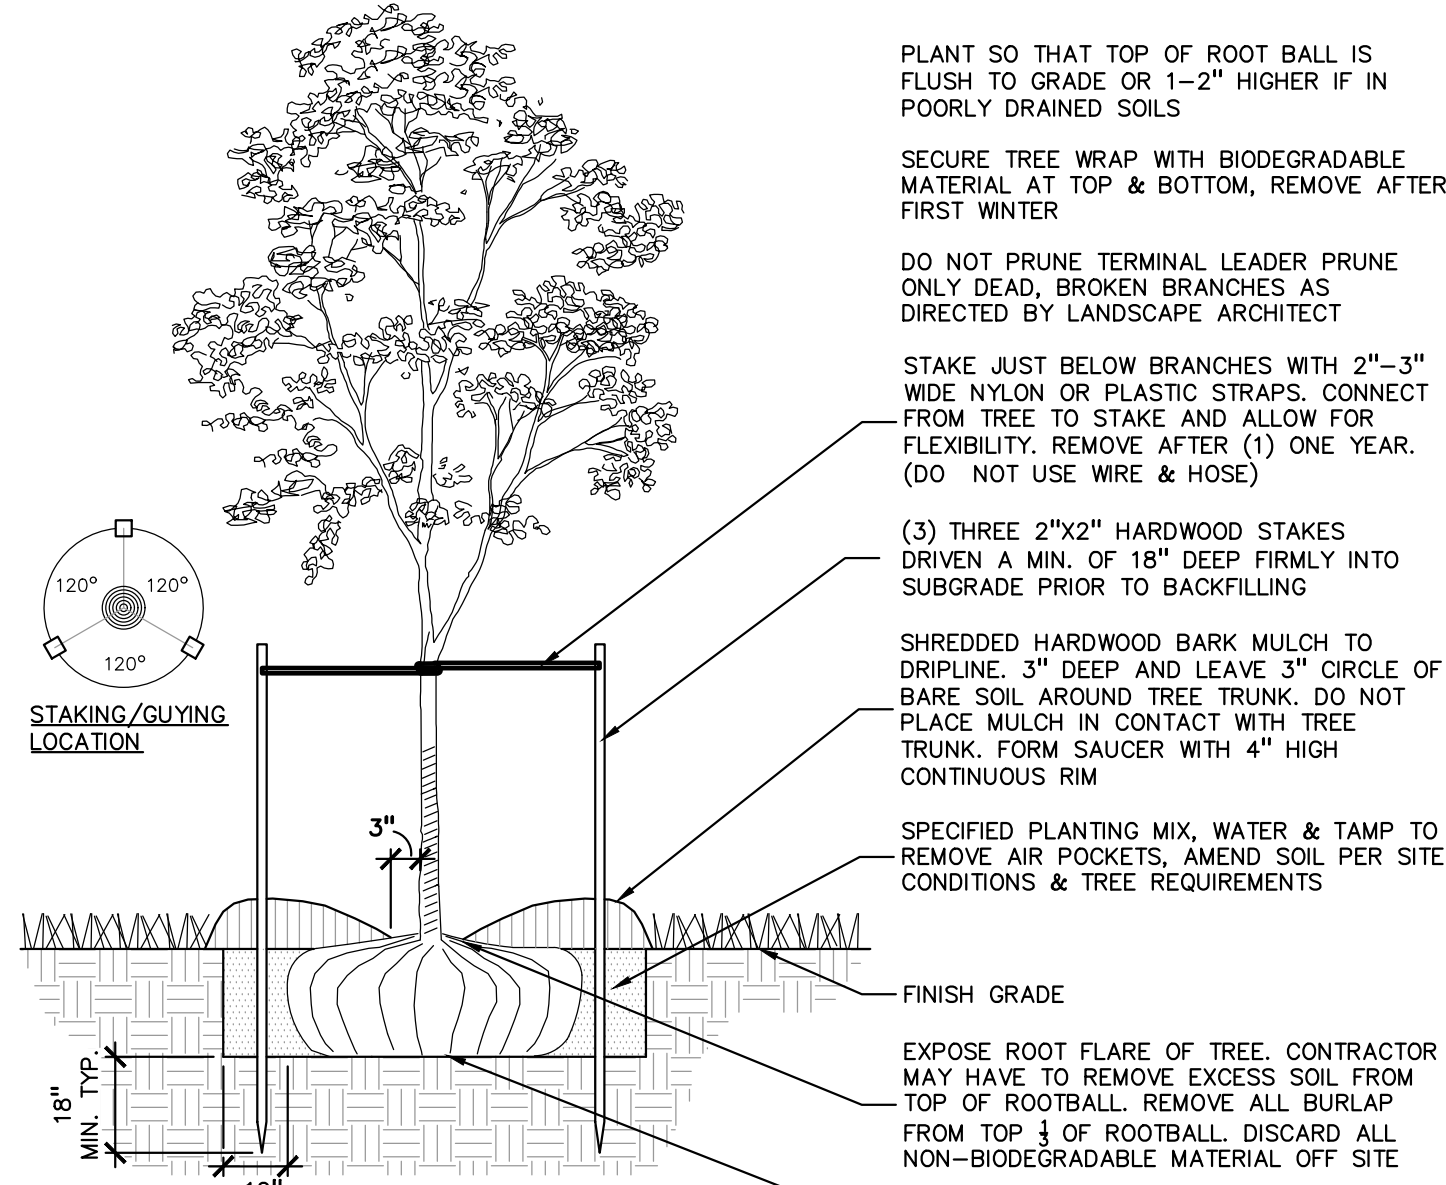 PLANT SO THAT TOP OF ROOT BALL IS
FLUSH TO GRADE OR 1-2" HIGHER IF IN
POORLY DRAINED SOILS
SECURE TREE WRAP WITH BIODEGRADABLE
MATERIAL AT TOP & BOTTOM, REMOVE AFTER
FIRST WINTER
DO NOT PRUNE TERMINAL LEADER PRUNE
ONLY DEAD, BROKEN BRANCHES AS
DIRECTED BY LANDSCAPE ARCHITECT
STAKE JUST BELOW BRANCHES WITH 2"-3"
WIDE NYLON OR PLASTIC STRAPS. CONNECT
FROM TREE TO STAKE AND ALLOW FOR
FLEXIBILITY. REMOVE AFTER (1) ONE YEAR.
(DO NOT USE WIRE & HOSE)
(3) THREE 2"X2" HARDWOOD STAKES
DRIVEN A MIN. OF 18" DEEP FIRMLY INTO
SUBGRADE PRIOR TO BACKFILLING
SHREDDED HARDWOOD BARK MULCH TO
DRIPLINE. 3" DEEP AND LEAVE 3" CIRCLE OF
BARE SOIL AROUND TREE TRUNK. DO NOT
PLACE MULCH IN CONTACT WITH TREE
TRUNK. FORM SAUCER WITH 4" HIGH
CONTINUOUS RIM
SPECIFIED PLANTING MIX, WATER & TAMP TO
REMOVE AIR POCKETS, AMEND SOIL PER SITE
CONDITIONS & TREE REQUIREMENTS
FINISH GRADE
EXPOSE ROOT FLARE OF TREE. CONTRACTOR
MAY HAVE TO REMOVE EXCESS SOIL FROM
TOP OF ROOTBALL. REMOVE ALL BURLAP
FROM TOP 1/3 OF ROOTBALL. DISCARD ALL
NON-BIODEGRADABLE MATERIAL OFF SITE
120° 120°
120°
STAKING/GUYING
LOCATION
3"
18"
MIN. TYP.